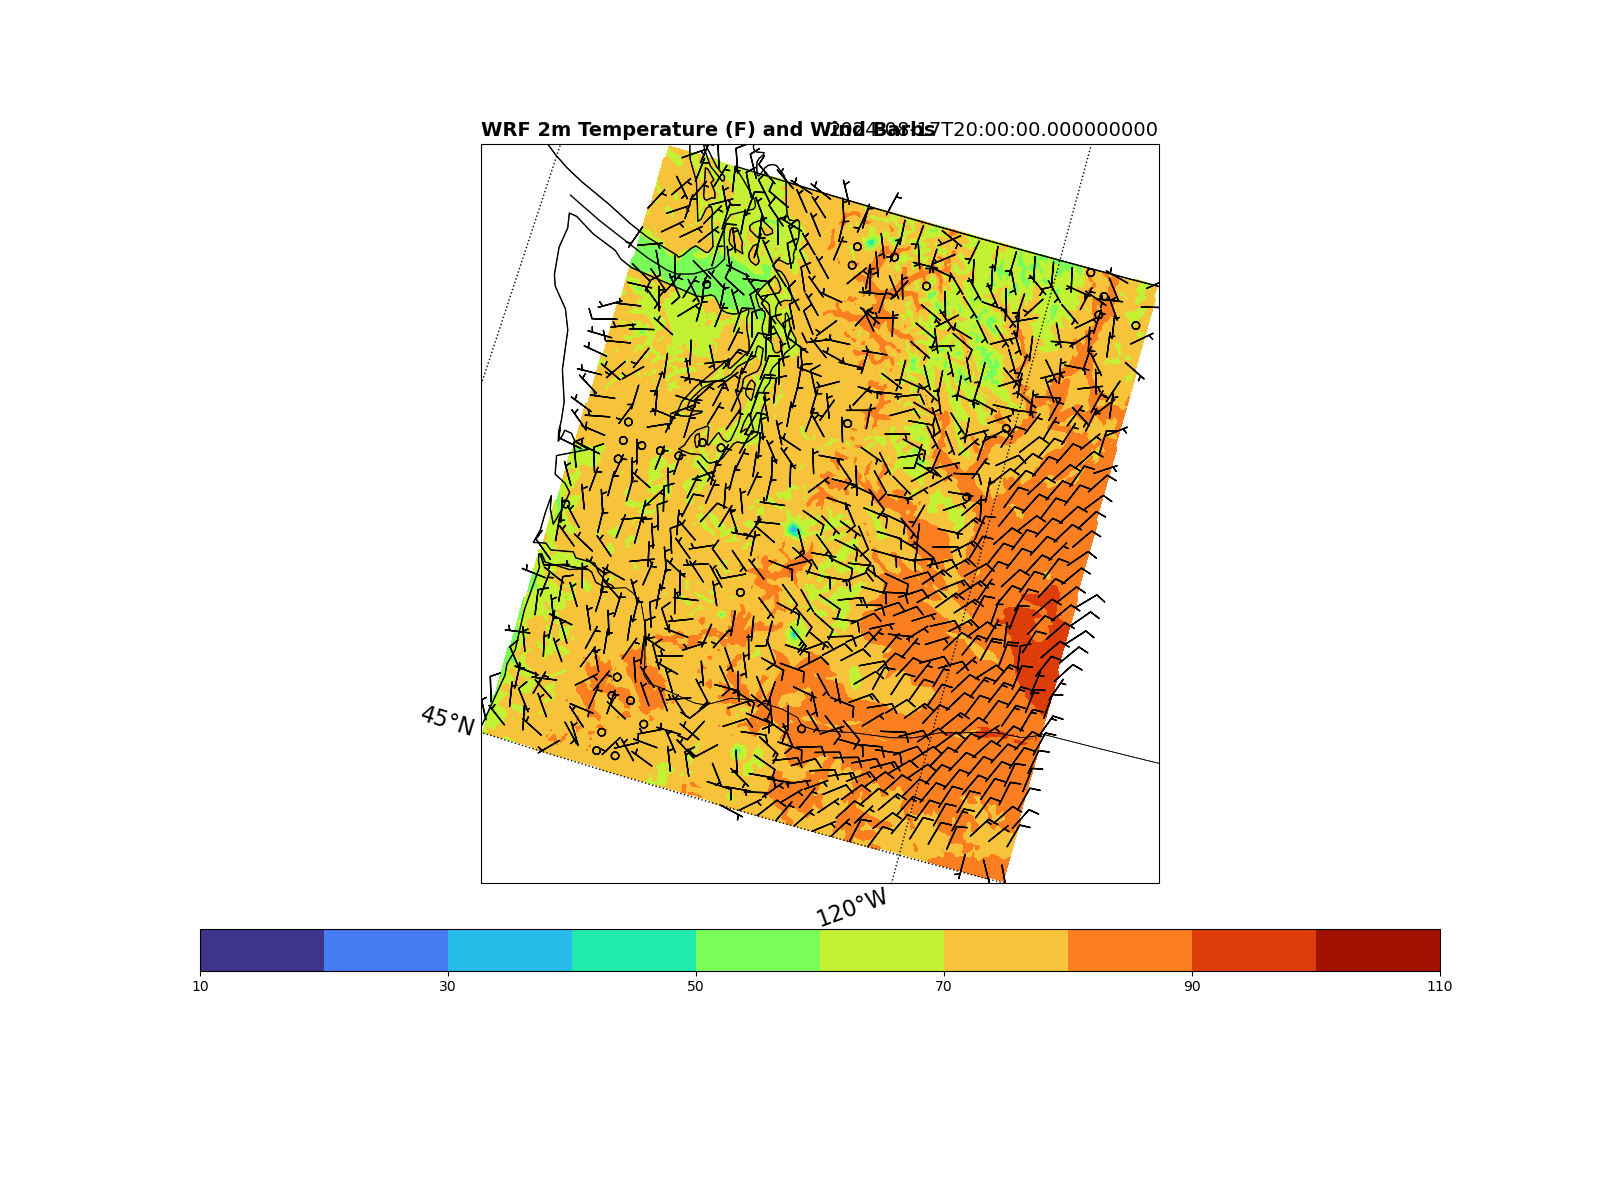 WRF 2m Temperature (F) and Wind Barbs
2024-08-17T20:00:00.000000000
45°N
120°W
10 30 50 70 90 110